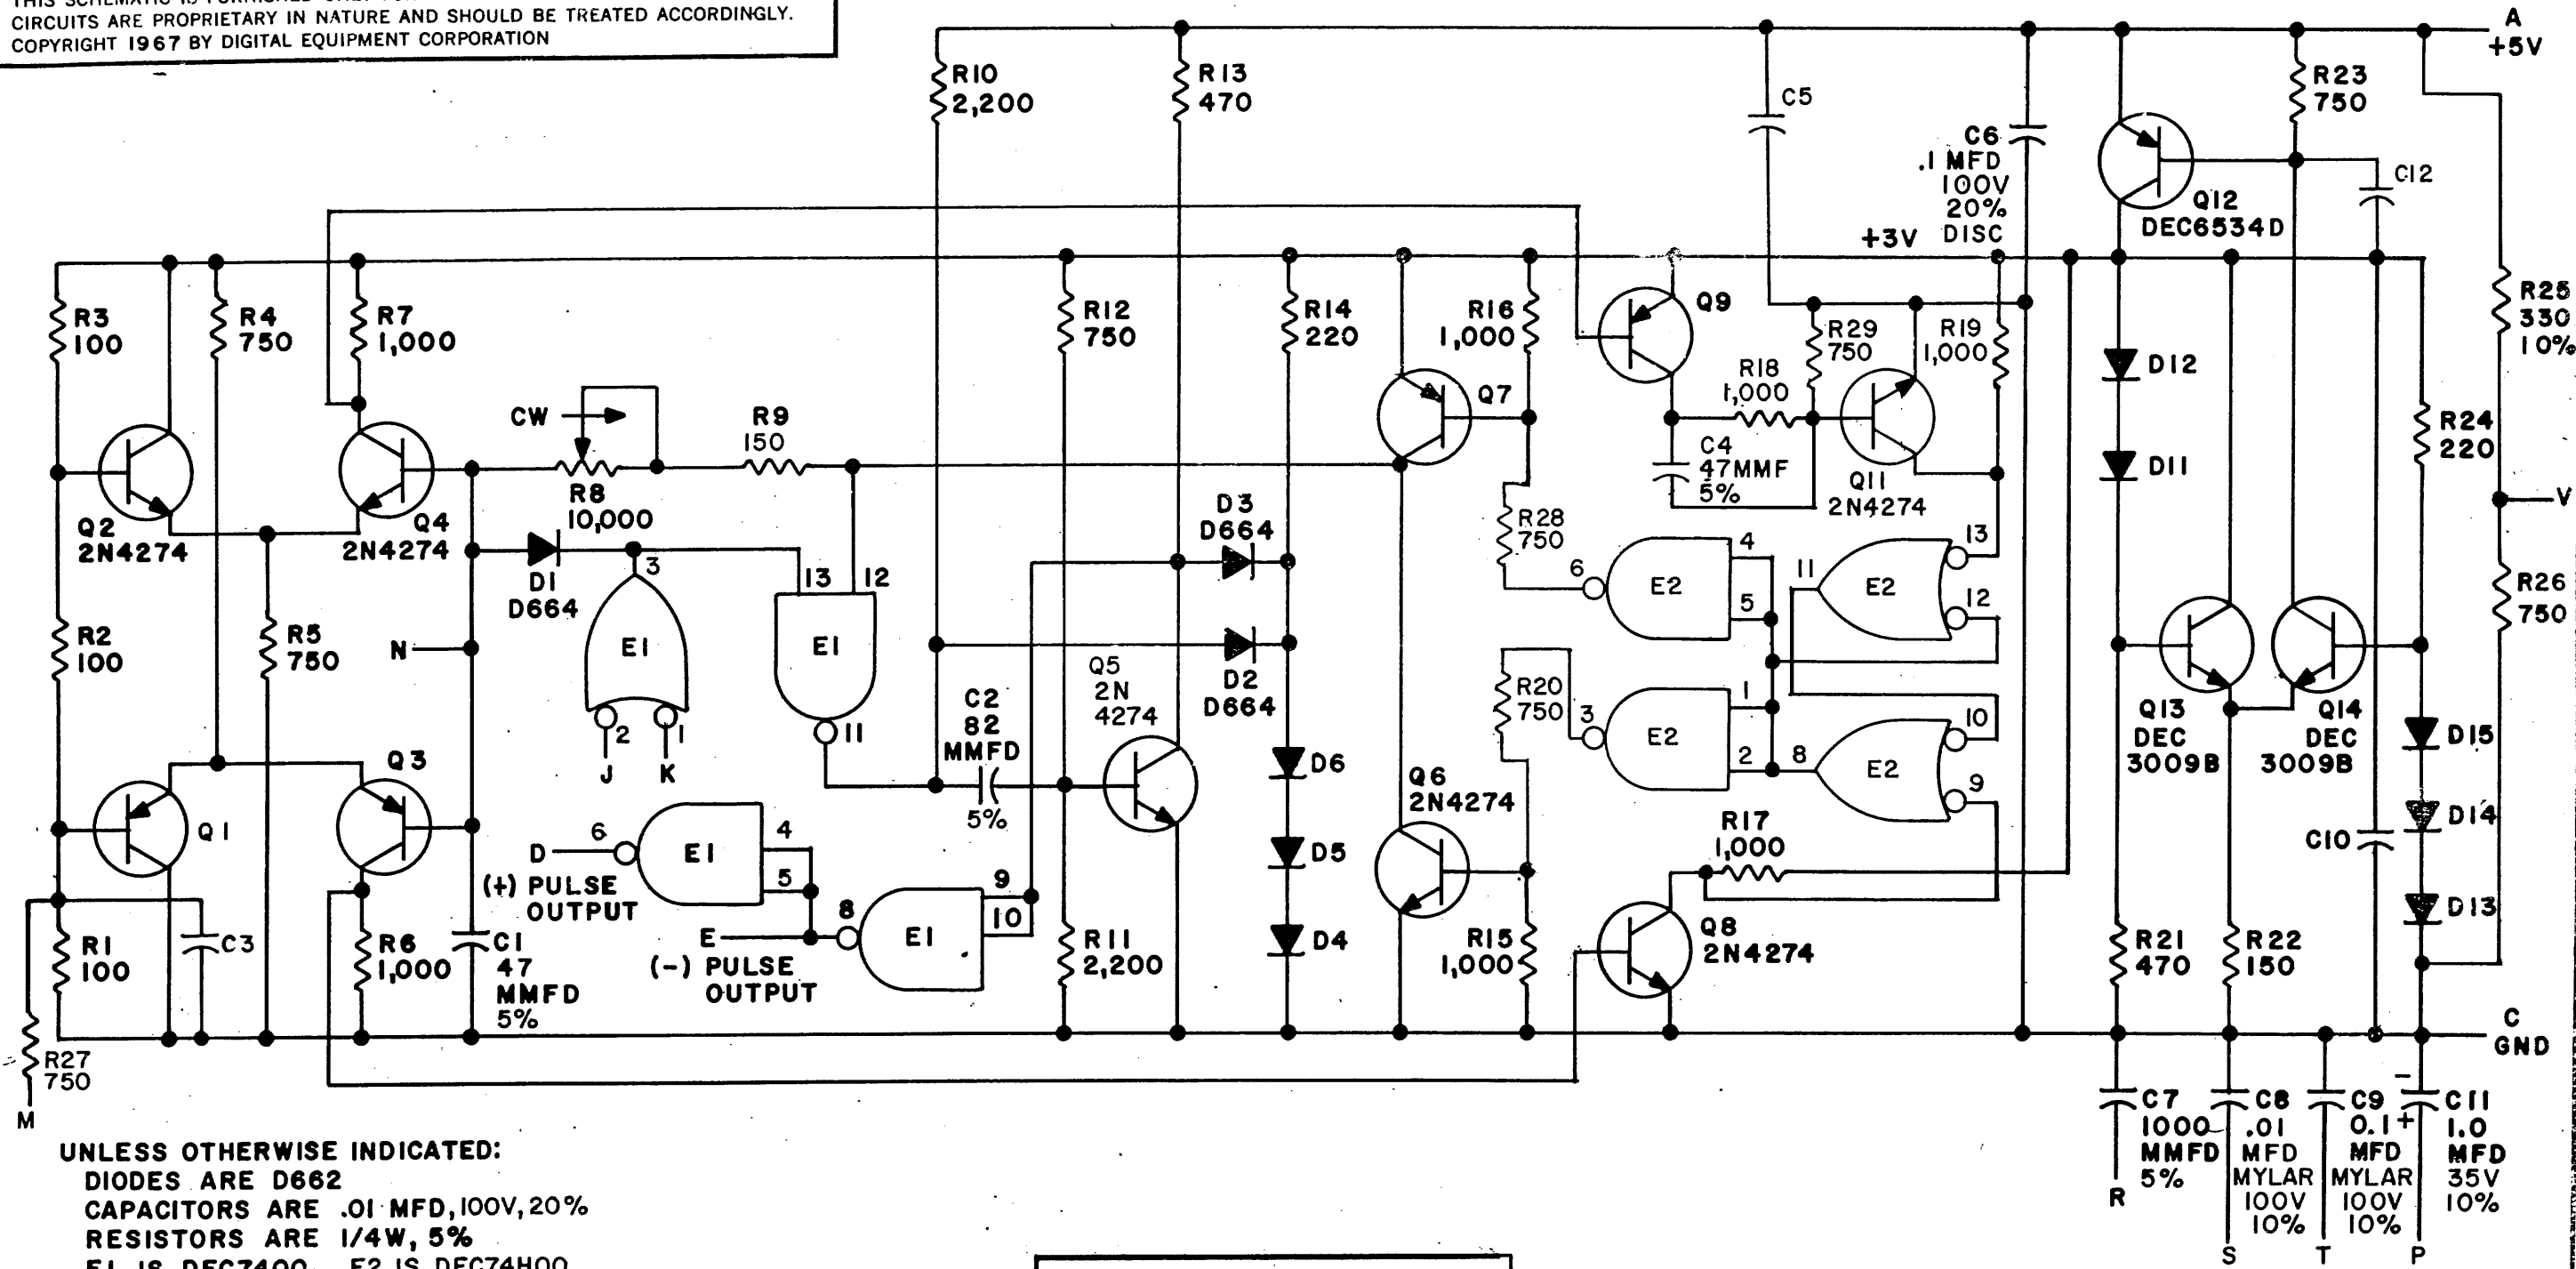 CIRCUITS ARE PROPRIETARY IN NATURE AND SHOULD BE TREATED ACCORDINGLY.
COPYRIGHT 1967 BY DIGITAL EQUIPMENT CORPORATION
A
+5V
R10
2,200
R13
470
C5
C6
.1 MFD
100V
20%
DISC
R23
750
C12
Q12
DEC6534D
+3V
R3
100
R4
750
R7
1,000
R12
750
R14
220
R16
1,000
Q9
R29
750
R19
1,000
R18
1,000
D12
R25
330
10%
CW
R9
150
Q7
C4
47MMF
5%
Q11
2N4274
D11
R24
220
V
Q2
2N4274
Q4
2N4274
R8
10,000
D3
D664
R28
750
D1
D664
3
13
12
6
E2
4
5
11
E2
13
12
R26
750
R2
100
R5
750
N
E1
E1
2
1
J
K
11
D2
D664
C2
82
MMFD
5%
Q5
2N
4274
R20
750
3
E2
1
2
8
E2
10
9
Q13
DEC
3009B
Q14
DEC
3009B
D15
D6
D14
Q1
Q3
Q6
2N4274
R17
1,000
C10
D5
D13
D
6
E1
4
5
(+) PULSE
OUTPUT
8
E1
9
10
E
(-) PULSE
OUTPUT
R1
100
C3
R6
1,000
C1
47
MMFD
5%
R11
2,200
D4
R15
1,000
Q8
2N4274
R21
470
R22
150
C
GND
R27
750
M
C7
1000
MMFD
5%
R
C8
.01
MFD
MYLAR
100V
10%
S
C9
0.1
MFD
MYLAR
100V
10%
T
-
+
C11
1.0
MFD
35V
10%
P
UNLESS OTHERWISE INDICATED:
DIODES ARE D662
CAPACITORS ARE .01 MFD, 100V, 20%
RESISTORS ARE 1/4W, 5%
E1 IS DEC7400, E2 IS DEC74H00